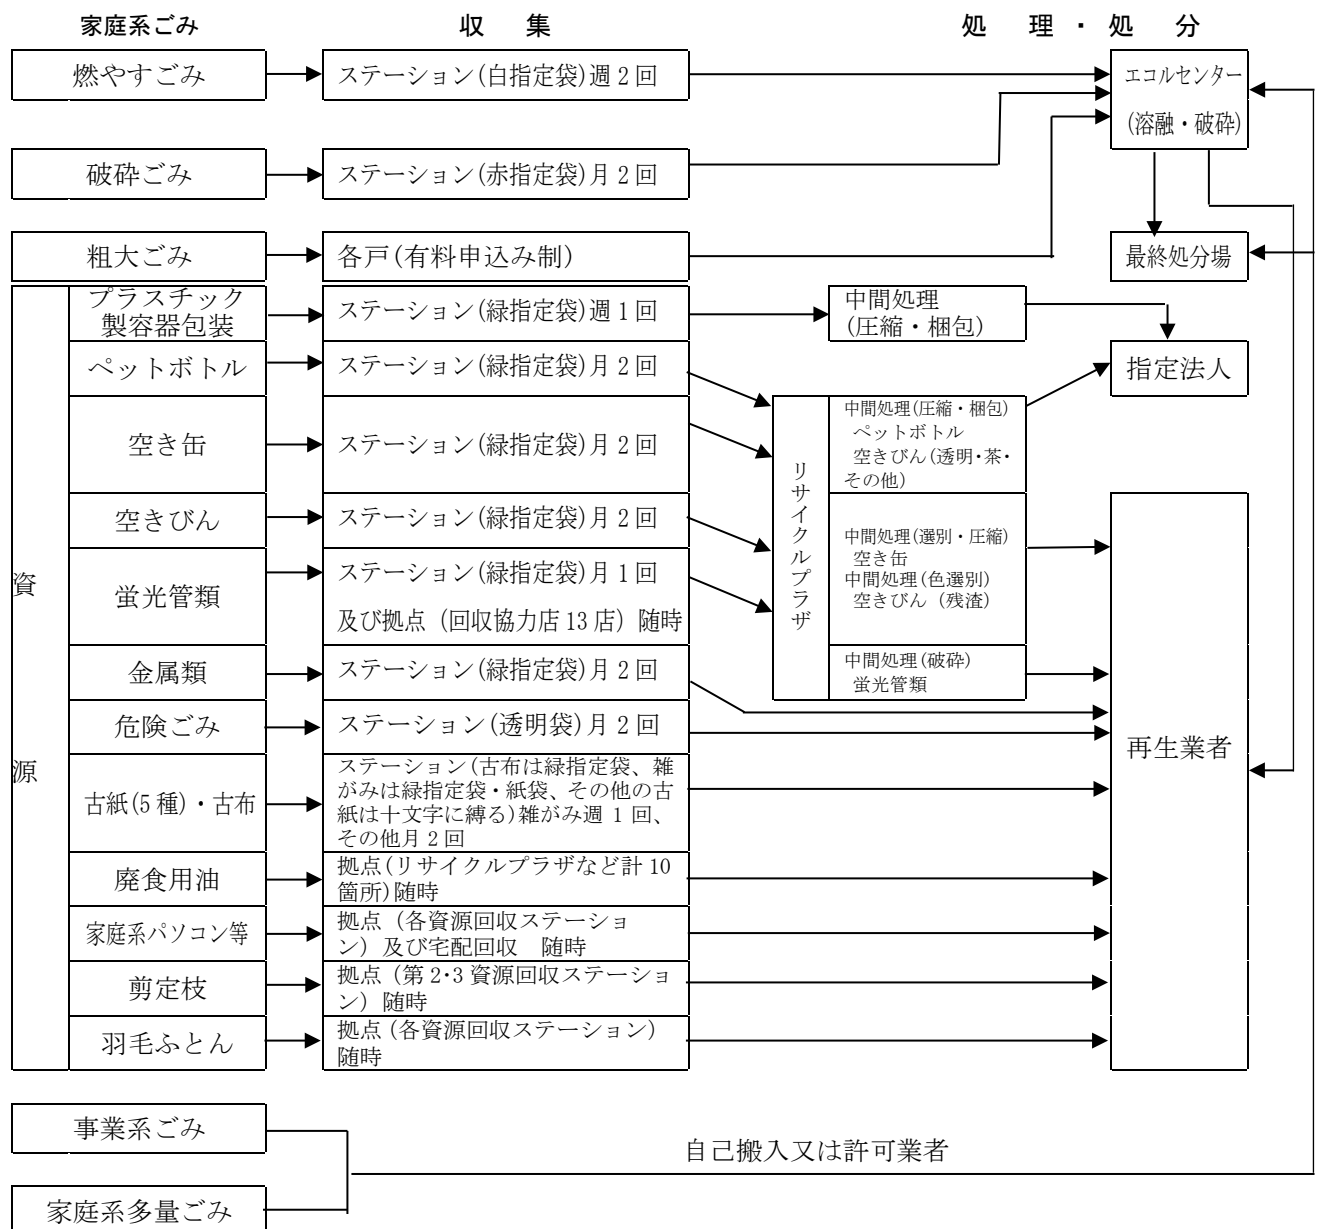 家庭系ごみ　収　集　処　理・処　分
燃やすごみ
ステーション(白指定袋)週2回
エコルセンター
(溶融・破砕)
破砕ごみ
ステーション(赤指定袋)月2回
粗大ごみ
各戸(有料申込み制)
最終処分場
資　源
プラスチック
製容器包装
ステーション(緑指定袋)週1回
中間処理
(圧縮・梱包)
ペットボトル
ステーション(緑指定袋)月2回
指定法人
空き缶
ステーション(緑指定袋)月2回
リサイクルプラザ
中間処理(圧縮・梱包)
ペットボトル
空きびん(透明・茶・
その他)
空きびん
ステーション(緑指定袋)月2回
中間処理(選別・圧縮)
空き缶
中間処理(色選別)
空きびん（残渣）
蛍光管類
ステーション(緑指定袋)月1回
及び拠点（回収協力店13店）随時
中間処理(破砕)
蛍光管類
金属類
ステーション(緑指定袋)月2回
危険ごみ
ステーション(透明袋)月2回
再生業者
古紙(5種)・古布
ステーション(古布は緑指定袋、雑
がみは緑指定袋・紙袋、その他の古
紙は十文字に縛る)雑がみ週1回、
その他月2回
廃食用油
拠点(リサイクルプラザなど計10
箇所)随時
家庭系パソコン等
拠点（各資源回収ステーショ
ン）及び宅配回収　随時
剪定枝
拠点（第2・3資源回収ステーショ
ン）随時
羽毛ふとん
拠点（各資源回収ステーション）
随時
事業系ごみ
自己搬入又は許可業者
家庭系多量ごみ